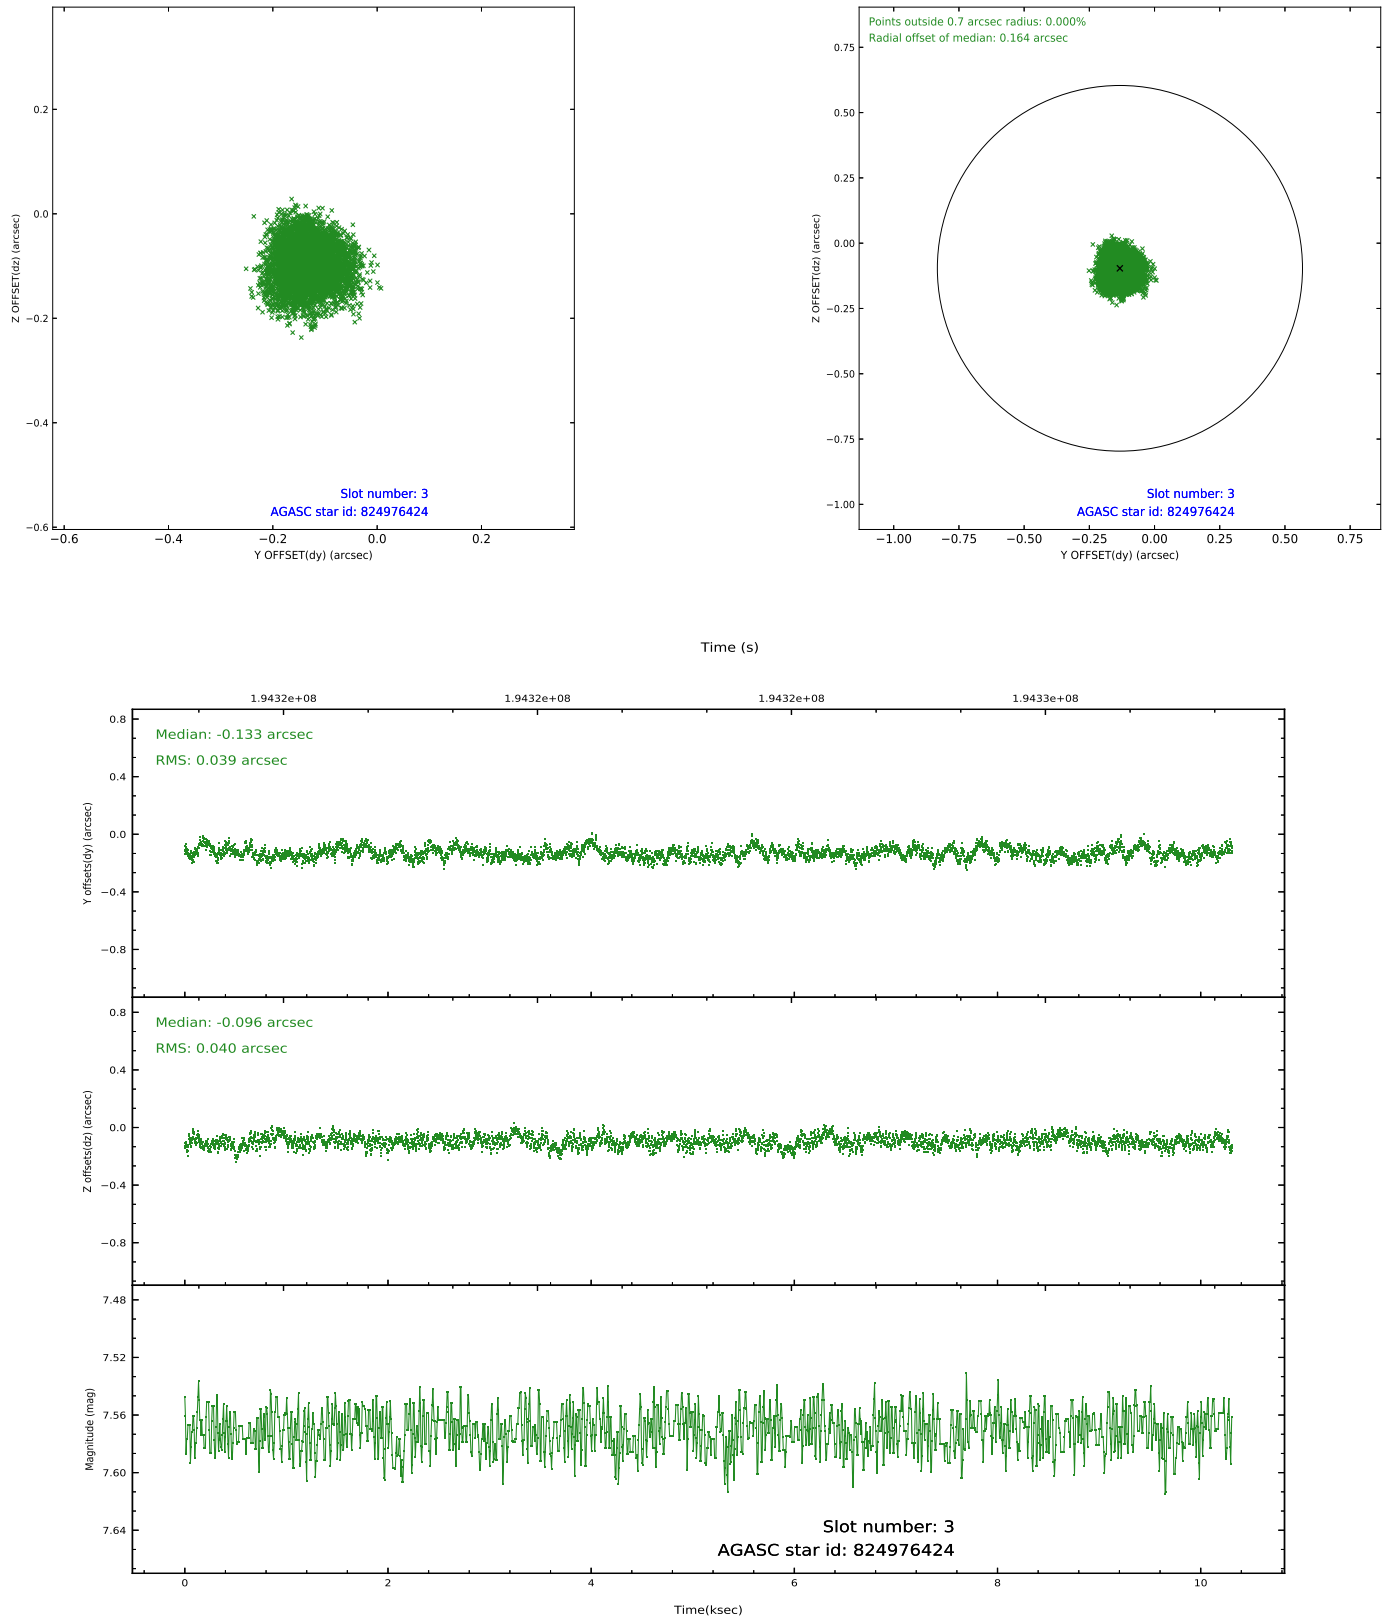 0.2
0.0
−0.2
−0.4
−0.6
Z OFFSET(dz) (arcsec)
−0.6 −0.4 −0.2 0.0 0.2
Y OFFSET(dy) (arcsec)
Slot number: 3
AGASC star id: 824976424
Points outside 0.7 arcsec radius: 0.000%
Radial offset of median: 0.164 arcsec
0.75
0.50
0.25
0.00
−0.25
−0.50
−0.75
−1.00
Z OFFSET(dz) (arcsec)
−1.00 −0.75 −0.50 −0.25 0.00 0.25 0.50 0.75
Y OFFSET(dy) (arcsec)
Slot number: 3
AGASC star id: 824976424
Time (s)
1.9432e+08 1.9432e+08 1.9432e+08 1.9433e+08
0.8
0.4
0.0
−0.4
−0.8
Y offsets(dy) (arcsec)
Median: -0.133 arcsec
RMS: 0.039 arcsec
0.8
0.4
0.0
−0.4
−0.8
Z offsets(dz) (arcsec)
Median: -0.096 arcsec
RMS: 0.040 arcsec
7.48
7.52
7.56
7.60
7.64
Magnitude (mag)
Slot number: 3
AGASC star id: 824976424
0 2 4 6 8 10
Time(ksec)